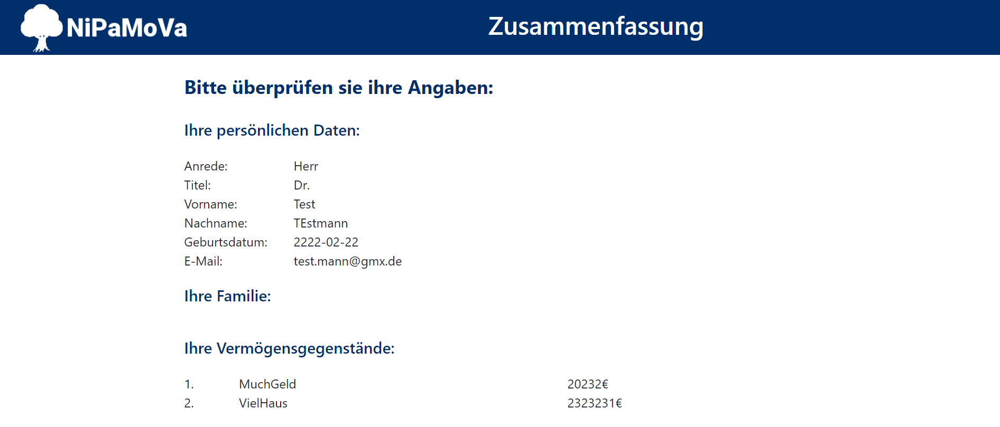 NiPaMoVa
Zusammenfassung
Bitte überprüfen sie ihre Angaben:
Ihre persönlichen Daten:
Anrede: Herr
Titel: Dr.
Vorname: Test
Nachname: TEstmann
Geburtsdatum: 2222-02-22
E-Mail: test.mann@gmx.de
Ihre Familie:
Ihre Vermögensgegenstände:
1. MuchGeld 20232€
2. VielHaus 2323231€